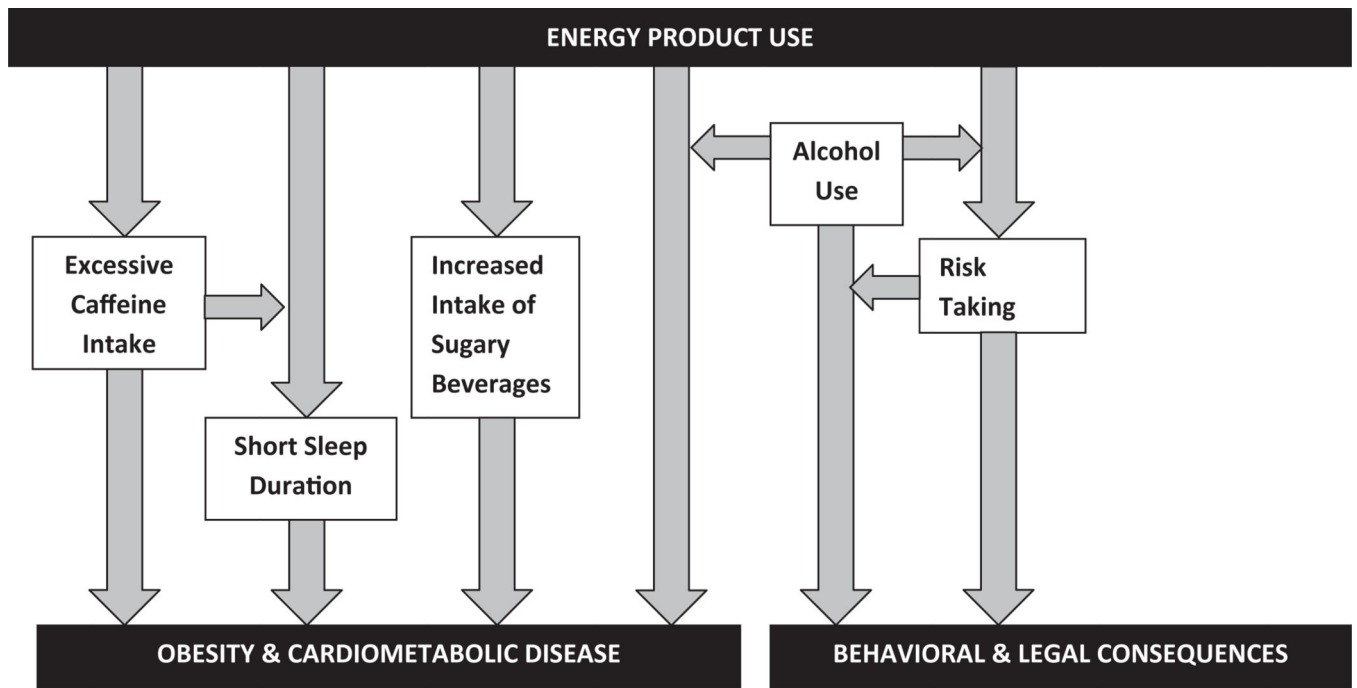 ENERGY PRODUCT USE
Alcohol
Use
Excessive
Caffeine
Intake
Increased
Intake of
Sugary
Beverages
Risk
Taking
Short Sleep
Duration
OBESITY & CARDIOMETABOLIC DISEASE
BEHAVIORAL & LEGAL CONSEQUENCES